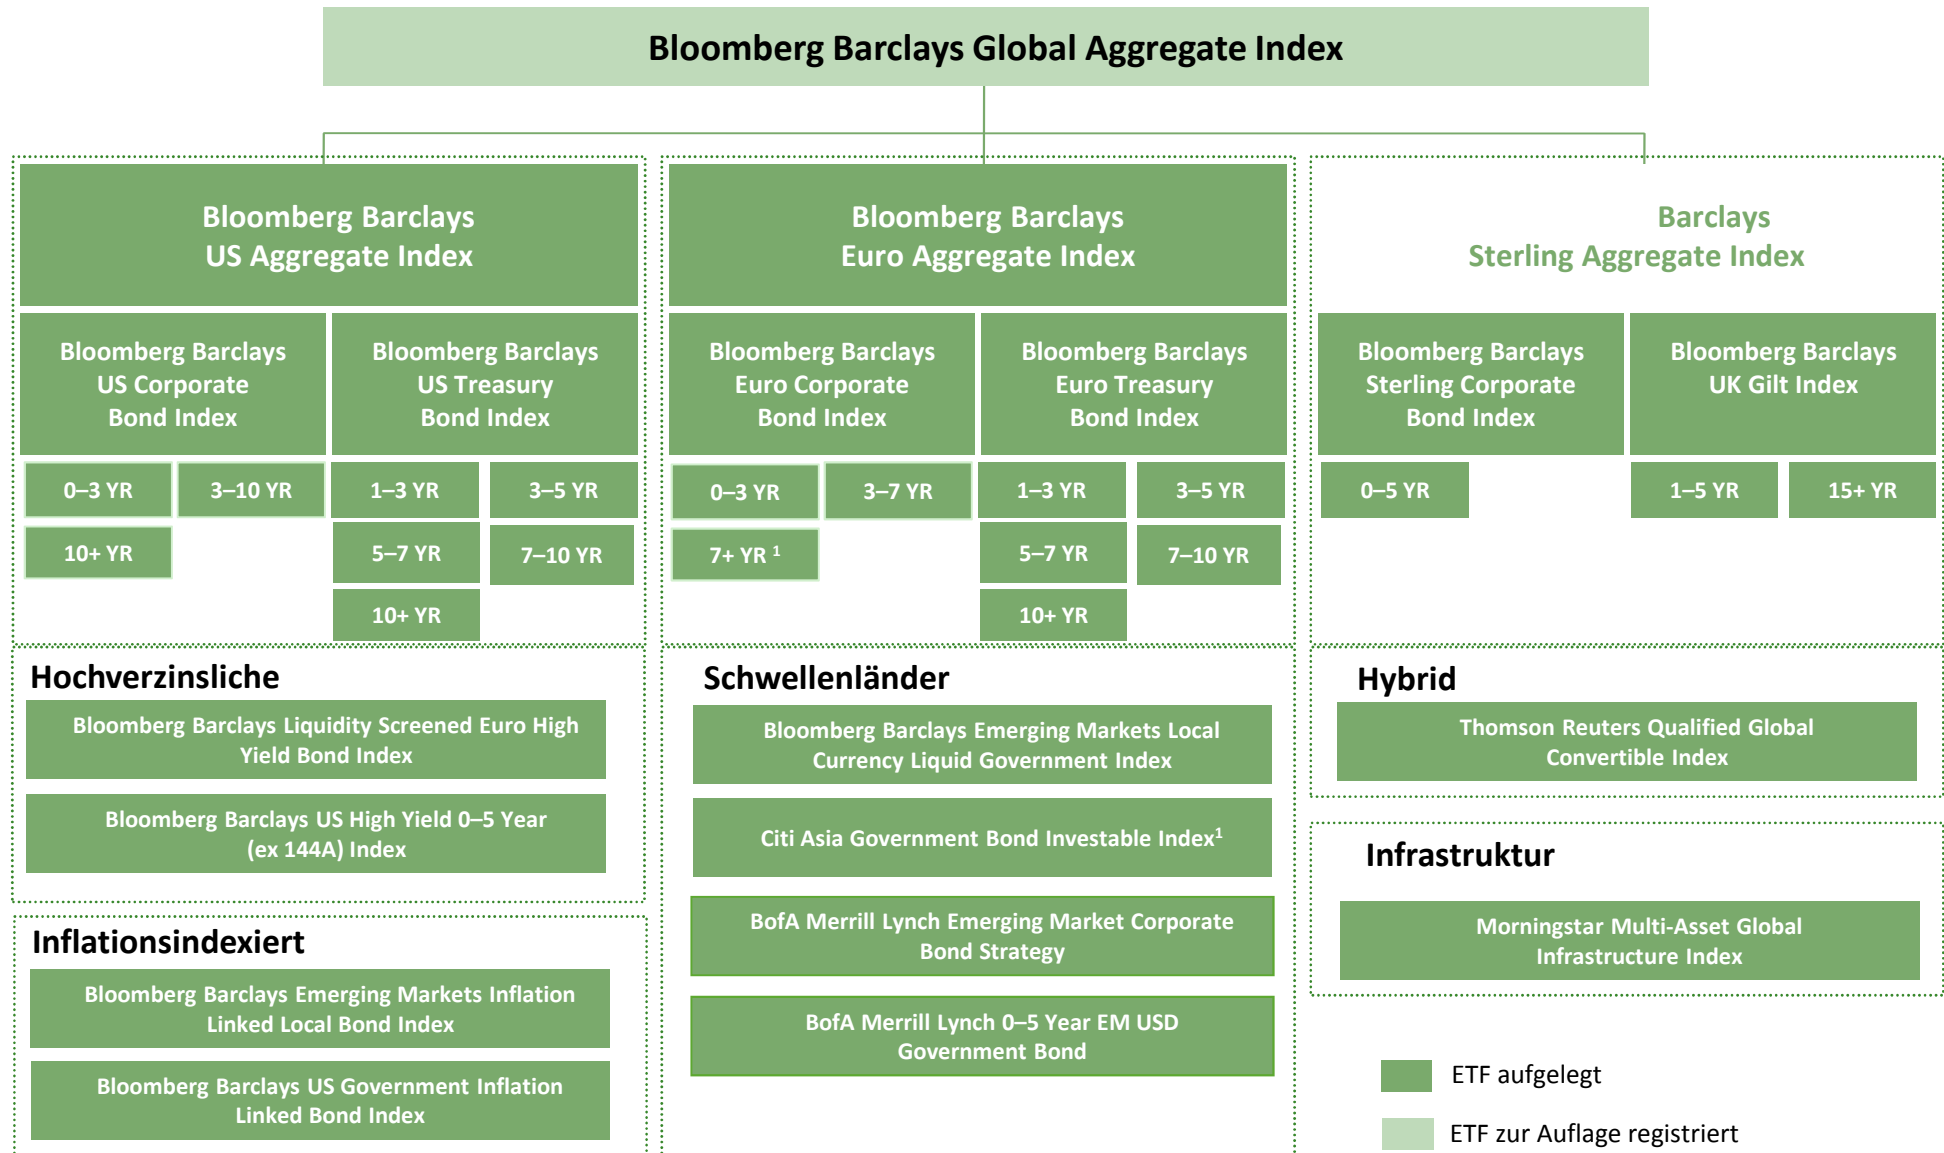 Bloomberg Barclays Global Aggregate Index
Bloomberg Barclays
US Aggregate Index
Bloomberg Barclays
US Corporate
Bond Index
Bloomberg Barclays
US Treasury
Bond Index
0–3 YR
3–10 YR
1–3 YR
3–5 YR
10+ YR
5–7 YR
7–10 YR
10+ YR
Bloomberg Barclays
Euro Aggregate Index
Bloomberg Barclays
Euro Corporate
Bond Index
Bloomberg Barclays
Euro Treasury
Bond Index
0–3 YR
3–7 YR
1–3 YR
3–5 YR
7+ YR 1
5–7 YR
7–10 YR
10+ YR
Barclays
Sterling Aggregate Index
Bloomberg Barclays
Sterling Corporate
Bond Index
Bloomberg Barclays
UK Gilt Index
0–5 YR
1–5 YR
15+ YR
Hochverzinsliche
Bloomberg Barclays Liquidity Screened Euro High
Yield Bond Index
Bloomberg Barclays US High Yield 0–5 Year
(ex 144A) Index
Inflationsindexiert
Bloomberg Barclays Emerging Markets Inflation
Linked Local Bond Index
Bloomberg Barclays US Government Inflation
Linked Bond Index
Schwellenländer
Bloomberg Barclays Emerging Markets Local
Currency Liquid Government Index
Citi Asia Government Bond Investable Index1
BofA Merrill Lynch Emerging Market Corporate
Bond Strategy
BofA Merrill Lynch 0–5 Year EM USD
Government Bond
Hybrid
Thomson Reuters Qualified Global
Convertible Index
Infrastruktur
Morningstar Multi-Asset Global
Infrastructure Index
ETF aufgelegt
ETF zur Auflage registriert